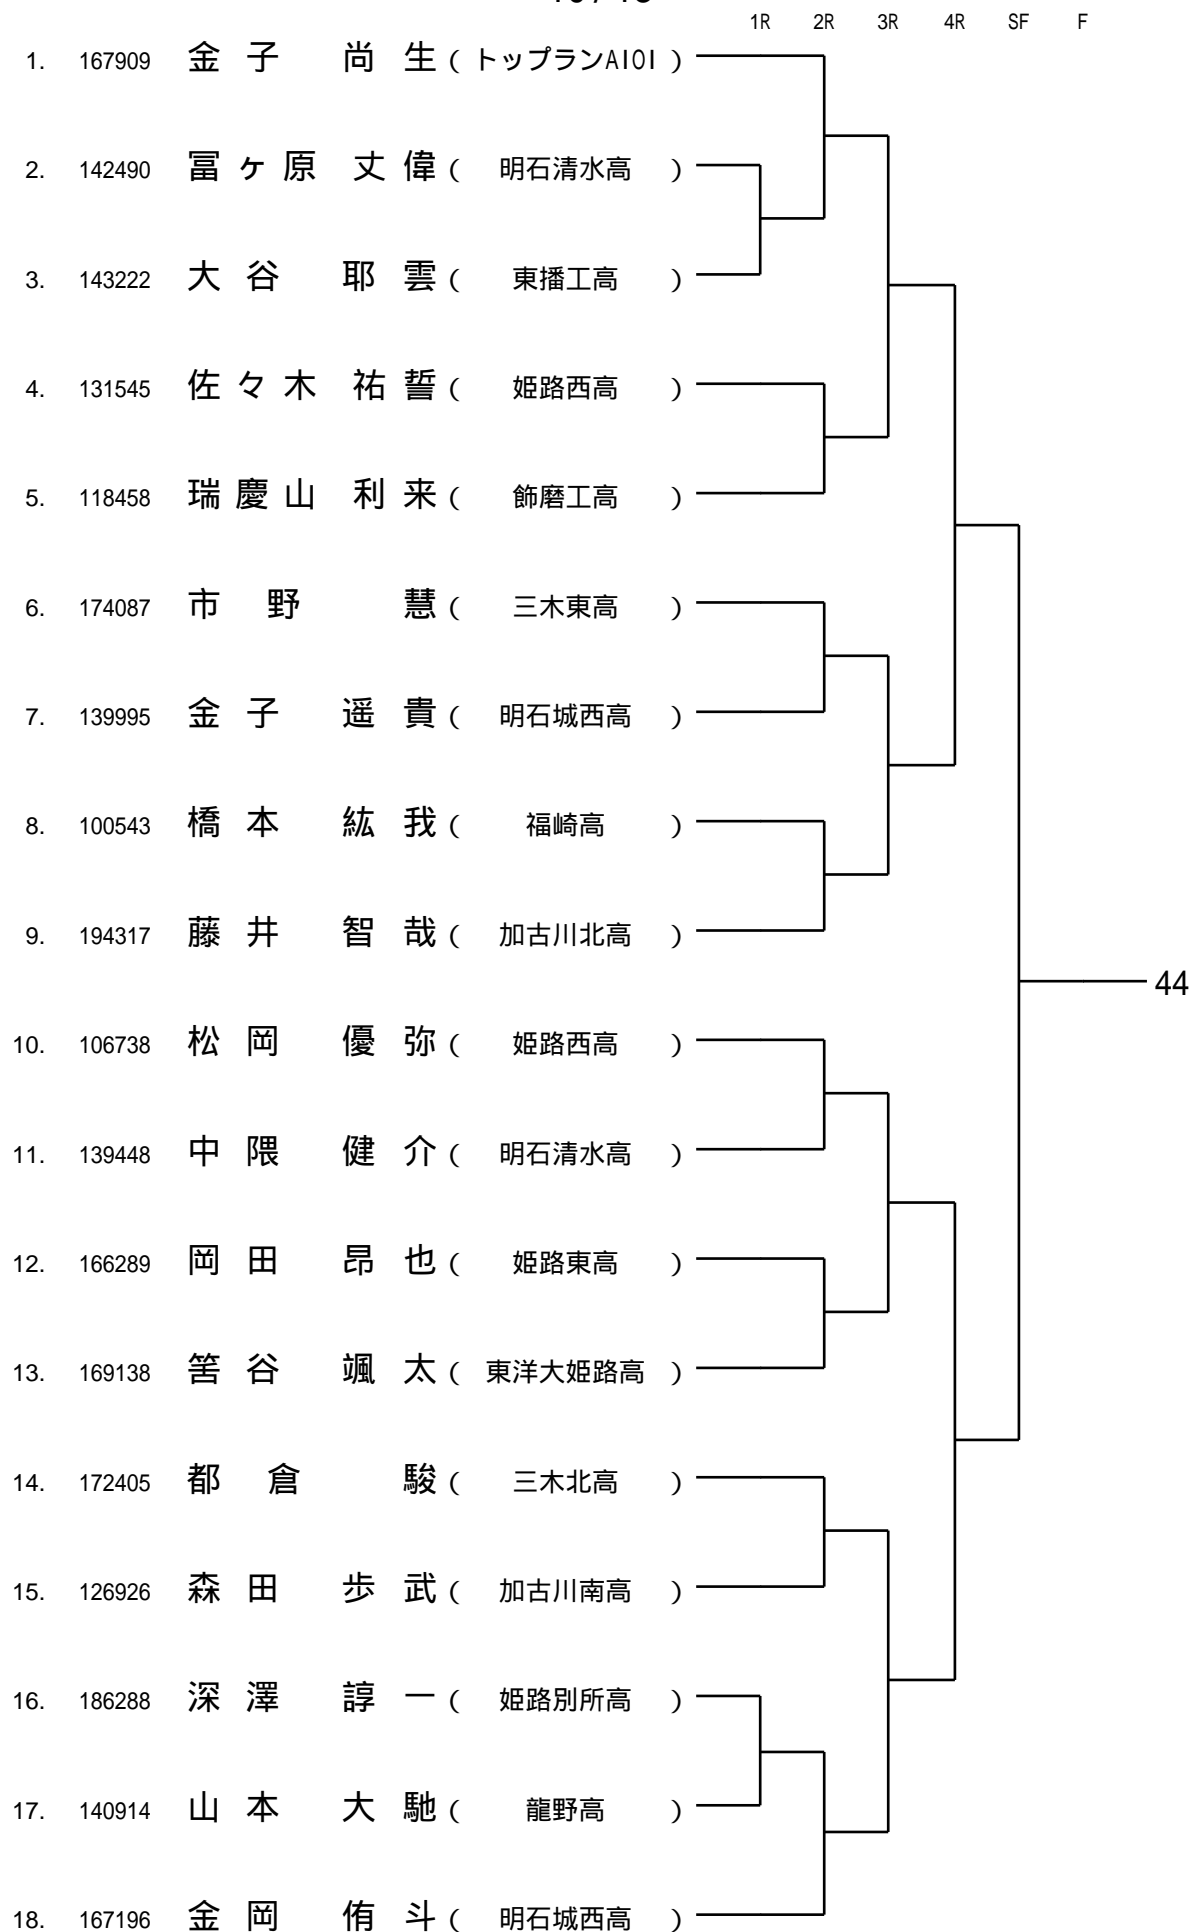 1R 2R 3R 4R SF F
1. 167909 金子 尚生 ( トップランAIOI )
2. 142490 冨ヶ原 丈偉 ( 明石清水高 )
3. 143222 大谷 耶雲 ( 東播工高 )
4. 131545 佐々木 祐誓 ( 姫路西高 )
5. 118458 瑞慶山 利来 ( 飾磨工高 )
6. 174087 市野 慧 ( 三木東高 )
7. 139995 金子 遥貴 ( 明石城西高 )
8. 100543 橋本 紘我 ( 福崎高 )
9. 194317 藤井 智哉 ( 加古川北高 )
44
10. 106738 松岡 優弥 ( 姫路西高 )
11. 139448 中隈 健介 ( 明石清水高 )
12. 166289 岡田 昂也 ( 姫路東高 )
13. 169138 筈谷 颯太 ( 東洋大姫路高 )
14. 172405 都倉 駿 ( 三木北高 )
15. 126926 森田 歩武 ( 加古川南高 )
16. 186288 深澤 諄一 ( 姫路別所高 )
17. 140914 山本 大馳 ( 龍野高 )
18. 167196 金岡 侑斗 ( 明石城西高 )